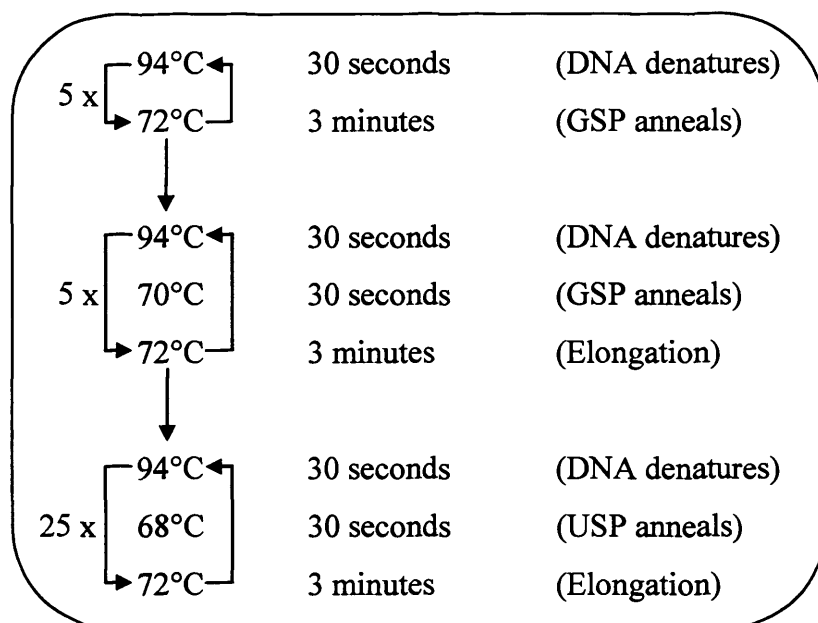 94°C 30 seconds (DNA denatures)
5 x
72°C 3 minutes (GSP anneals)
94°C 30 seconds (DNA denatures)
5 x 70°C 30 seconds (GSP anneals)
72°C 3 minutes (Elongation)
94°C 30 seconds (DNA denatures)
25 x 68°C 30 seconds (USP anneals)
72°C 3 minutes (Elongation)